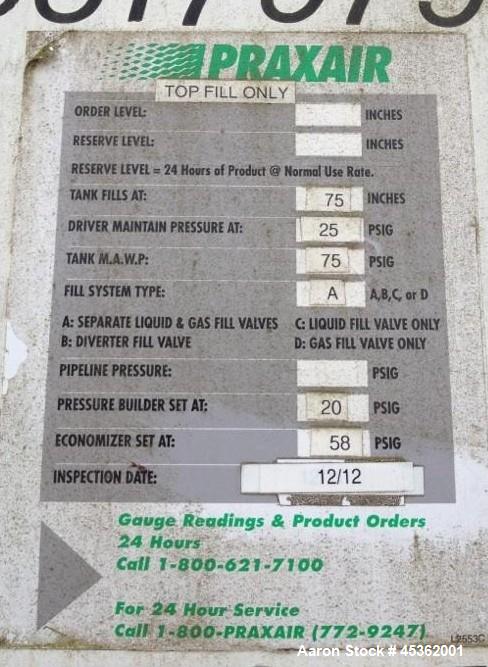 PRAXAIR
TOP FILL ONLY
ORDER LEVEL: INCHES
RESERVE LEVEL: INCHES
RESERVE LEVEL = 24 Hours of Product @ Normal Use Rate.
TANK FILLS AT: 75 INCHES
DRIVER MAINTAIN PRESSURE AT: 25 PSIG
TANK M.A.W.P: 75 PSIG
FILL SYSTEM TYPE: A A,B,C, or D
A: SEPARATE LIQUID & GAS FILL VALVES C: LIQUID FILL VALVE ONLY
B: DIVERTER FILL VALVE D: GAS FILL VALVE ONLY
PIPELINE PRESSURE: PSIG
PRESSURE BUILDER SET AT: 20 PSIG
ECONOMIZER SET AT: 58 PSIG
INSPECTION DATE: 12/12
Gauge Readings & Product Orders
24 Hours
Call 1-800-621-7100
For 24 Hour Service
Call 1-800-PRAXAIR (772-9247)
L2553C
Aaron Stock # 45362001